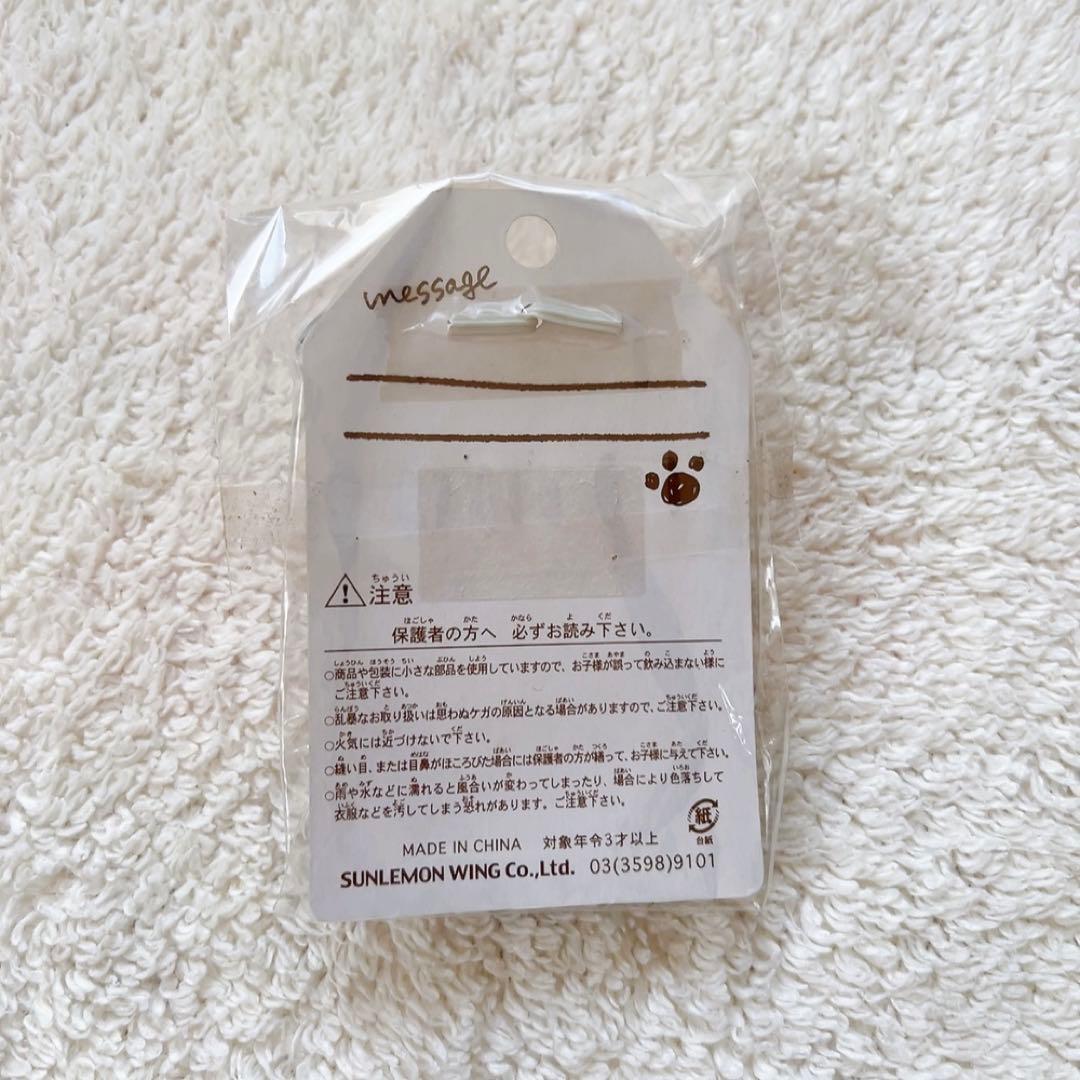 message
注意
保護者の方へ 必ずお読み下さい。
○商品や包装に小さな部品を使用していますので、お子様が誤って飲み込まない様に
ご注意下さい。
○乱暴なお取り扱いは思わぬケガの原因となる場合がありますので、ご注意下さい。
○火気には近づけないで下さい。
○縫い目、または目鼻がほころびた場合には保護者の方が繕って、お子様に与えて下さい。
○雨や水などに濡れると風合いが変わってしまったり、場合により色落ちして
衣服などを汚してしまう恐れがあります。ご注意下さい。
紙
台紙
MADE IN CHINA 対象年令3才以上
SUNLEMON WING Co.,Ltd. 03(3598)9101